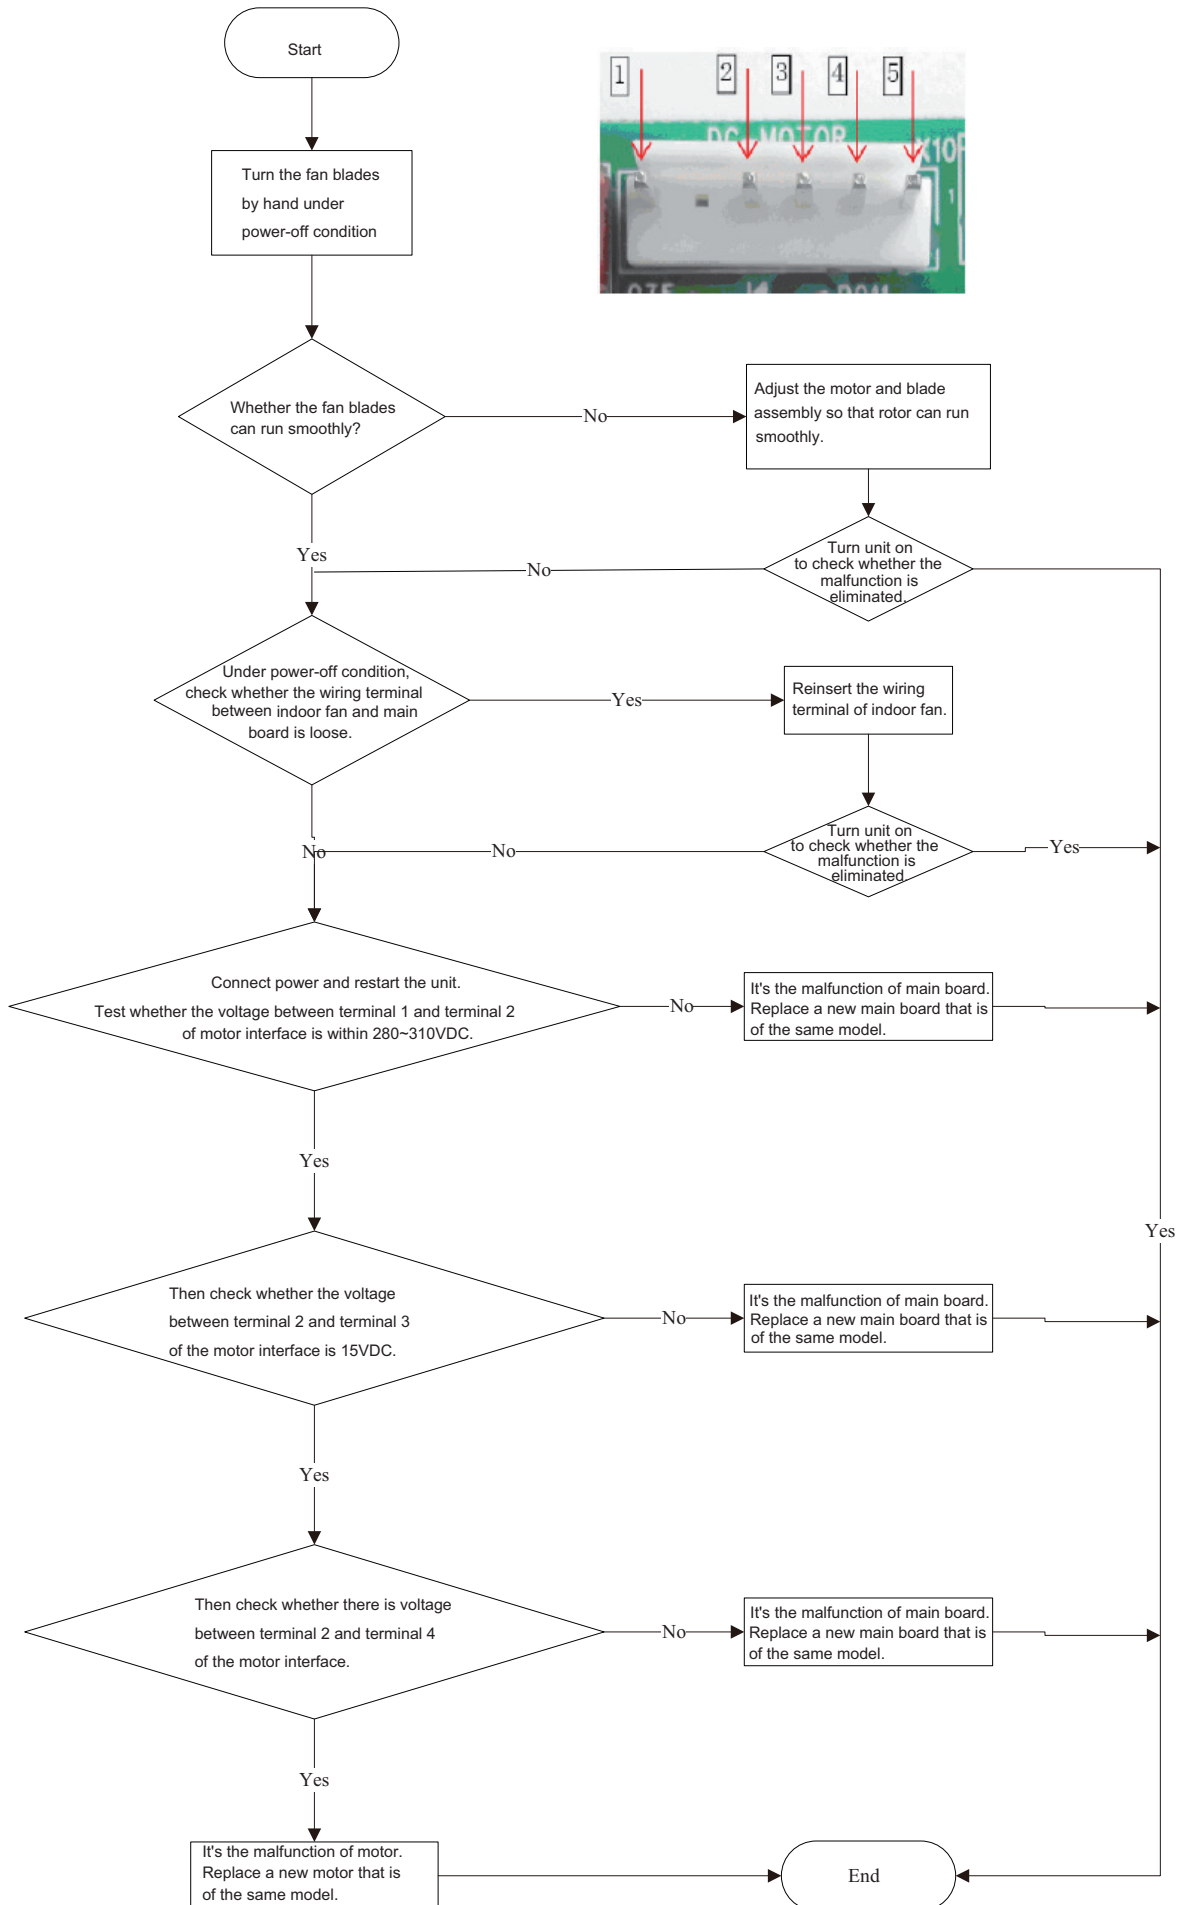 Start
1
2
3
4
5
DC MOTOR
1
Turn the fan blades
by hand under
power-off condition
Whether the fan blades
can run smoothly?
No
Adjust the motor and blade
assembly so that rotor can run
smoothly.
Yes
No
Turn unit on
to check whether the
malfunction is
eliminated.
Under power-off condition,
check whether the wiring terminal
between indoor fan and main
board is loose.
Yes
Reinsert the wiring
terminal of indoor fan.
No
No
Turn unit on
to check whether the
malfunction is
eliminated.
Yes
Connect power and restart the unit.
Test whether the voltage between terminal 1 and terminal 2
of motor interface is within 280~310VDC.
No
It's the malfunction of main board.
Replace a new main board that is
of the same model.
Yes
Yes
Then check whether the voltage
between terminal 2 and terminal 3
of the motor interface is 15VDC.
No
It's the malfunction of main board.
Replace a new main board that is
of the same model.
Yes
Then check whether there is voltage
between terminal 2 and terminal 4
of the motor interface.
No
It's the malfunction of main board.
Replace a new main board that is
of the same model.
Yes
It's the malfunction of motor.
Replace a new motor that is
of the same model.
End